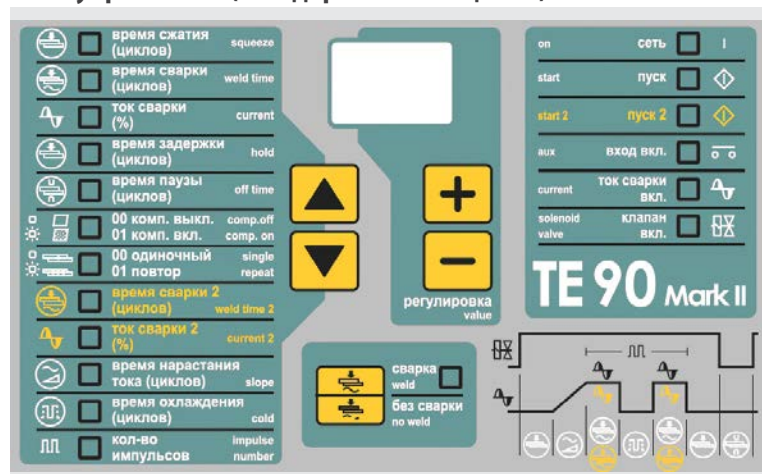 время сжатия
(циклов) squeeze
время сварки
(циклов) weld time
ток сварки
(%) current
время задержки
(циклов) hold
время паузы
(циклов) off time
00 комп. выкл. comp.off
01 комп. вкл. comp. on
00 одиночный single
01 повтор repeat
время сварки 2
(циклов) weld time 2
ток сварки 2
(%) current 2
время нарастания
тока (циклов) slope
время охлаждения
(циклов) cold
кол-во impulse
импульсов number
регулировка
value
сварка
weld
без сварки
no weld
on сеть I
start пуск
start 2 пуск 2
aux вход вкл.
current ток сварки
вкл.
solenoid клапан
valve вкл.
TE 90 Mark II